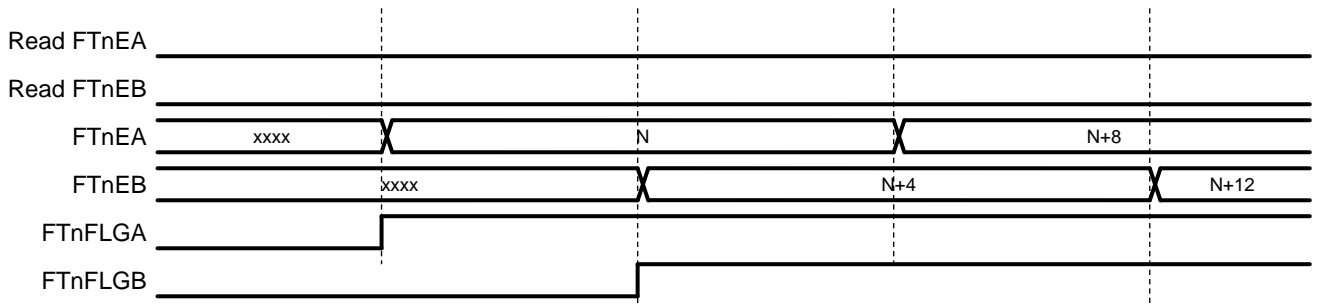 Read FTnEA
Read FTnEB
FTnEA xxxx N N+8
FTnEB xxxx N+4 N+12
FTnFLGA
FTnFLGB